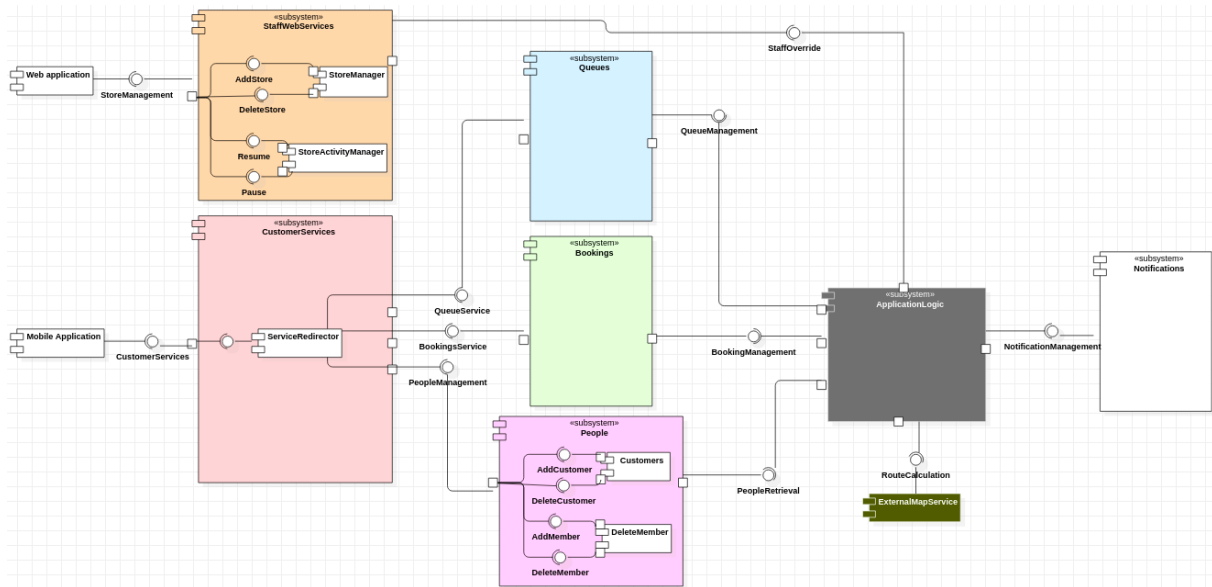 «subsystem»
StaffWebServices
StaffOverride
«subsystem»
Queues
Web application
StoreManagement
AddStore
StoreManager
DeleteStore
QueueManagement
Resume
StoreActivityManager
Pause
«subsystem»
CustomerServices
«subsystem»
Bookings
«subsystem»
Notifications
«subsystem»
ApplicationLogic
QueueService
Mobile Application
CustomerServices
ServiceRedirector
BookingsService
BookingManagement
NotificationManagement
PeopleManagement
«subsystem»
People
AddCustomer
Customers
DeleteCustomer
PeopleRetrieval
RouteCalculation
ExternalMapService
AddMember
DeleteMember
DeleteMember